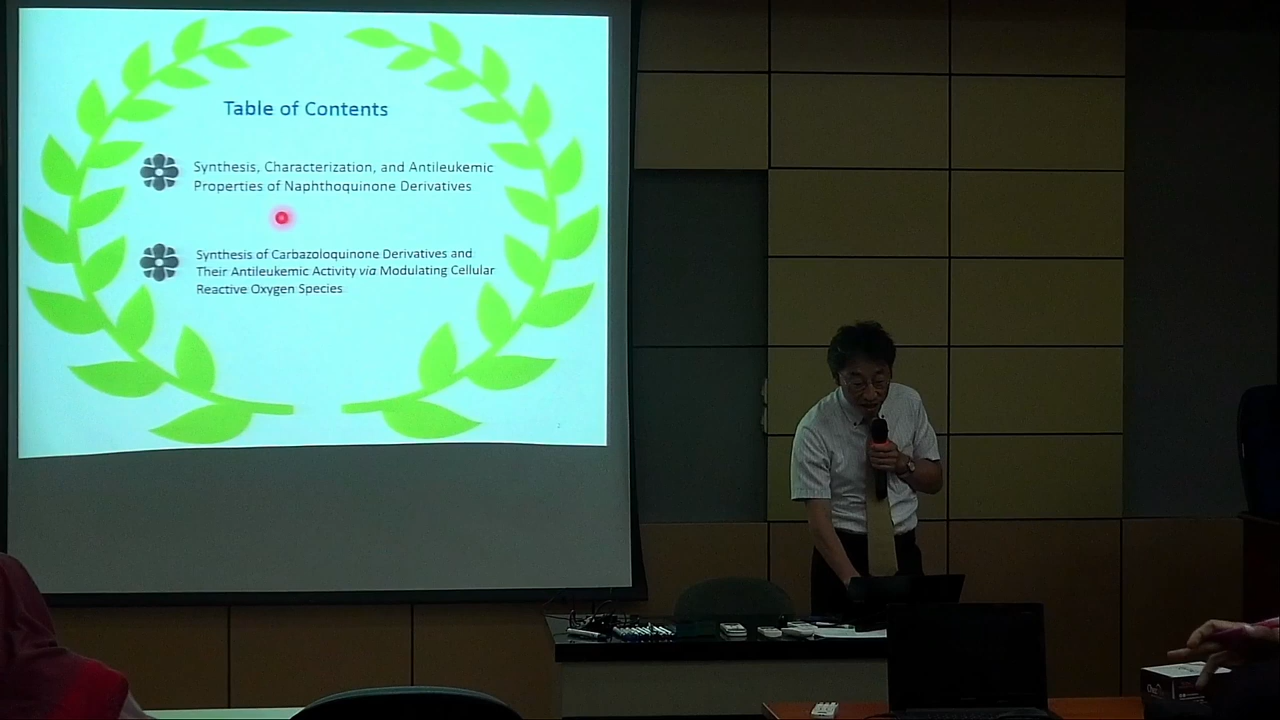 Table of Contents
Synthesis, Characterization, and Antileukemic
Properties of Naphthoquinone Derivatives
Synthesis of Carbazoloquinone Derivatives and
Their Antileukemic Activity via Modulating Cellular
Reactive Oxygen Species